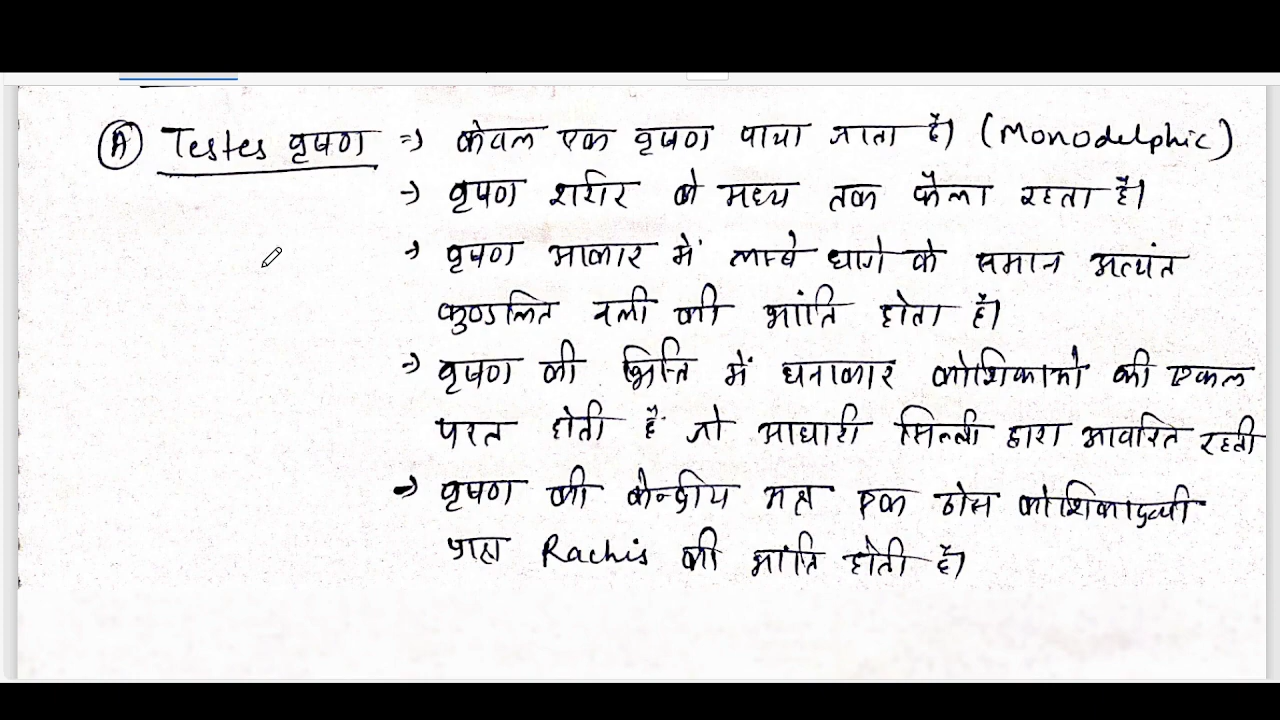 (A) Testes वृषण => केवल एक वृषण पाया जाता है। (Monodelphic)
=> वृषण शरीर के मध्य तक फैला रहता है।
=> वृषण आकार में लम्बे धागे के समान अत्यंत
कुण्डलित नली की भांति होता है।
=> वृषण की भित्ति में घनाकार कोशिकाओ की एकल
परत होती है जो आधारी झिल्ली द्वारा आवरित रहती
=> वृषण की केन्द्रीय अक्ष एक ठोस कोशिकाद्रव्यी
अक्ष Rachis की भांति होती है।